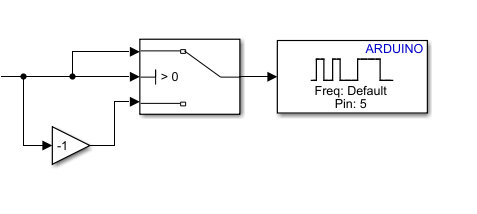 ARDUINO
> 0
Freq: Default
Pin: 5
-1